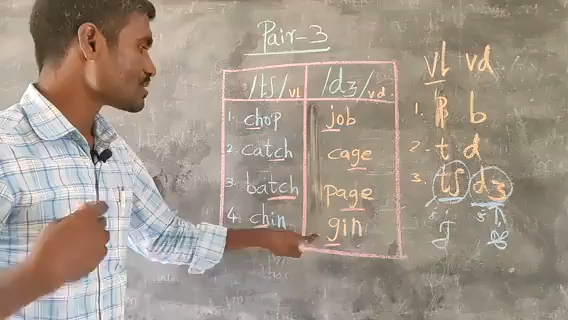 Pair-3
/tʃ/vl /dʒ/vd.
1. chop job
2. catch cage
3. batch page
4. chin gin
vl vd
1. p b
2. t d
3. tʃ dʒ